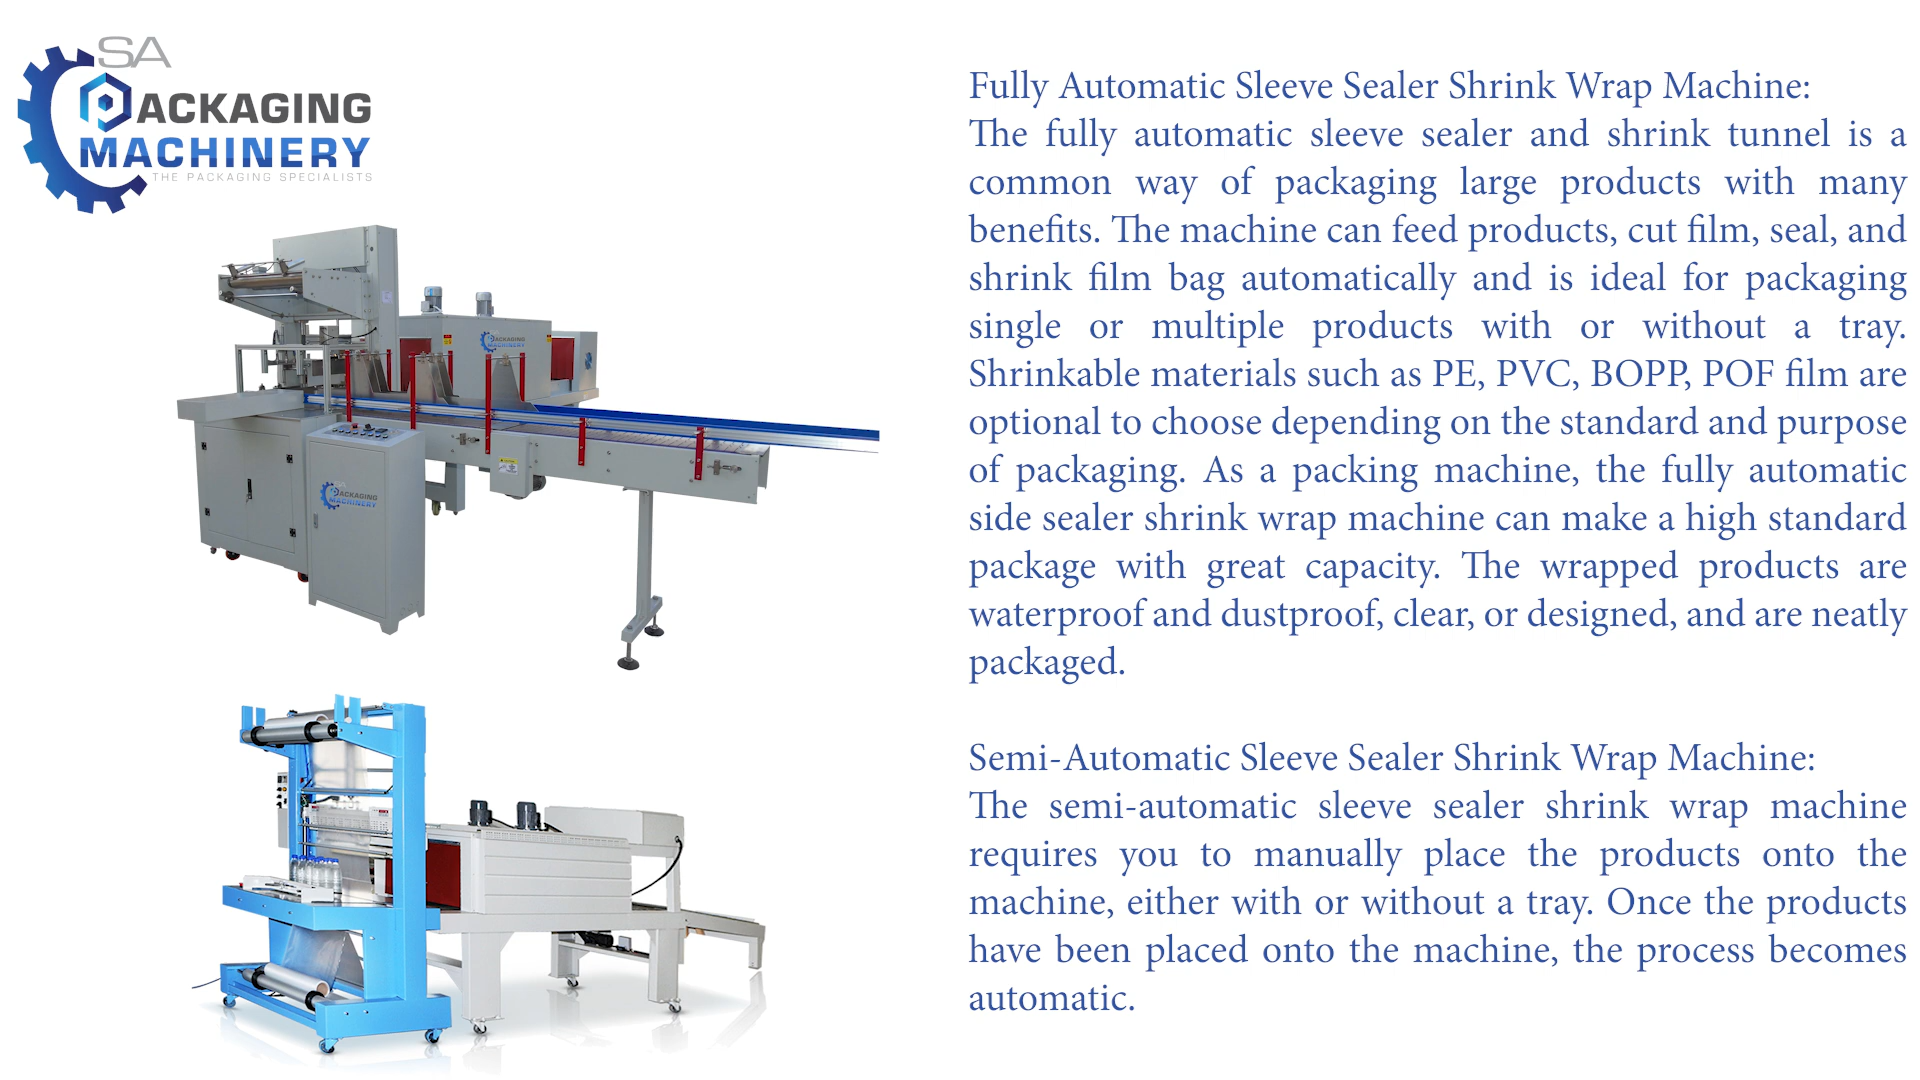 SA
PACKAGING
MACHINERY
THE PACKAGING SPECIALISTS
Fully Automatic Sleeve Sealer Shrink Wrap Machine:
The fully automatic sleeve sealer and shrink tunnel is a
common way of packaging large products with many
benefits. The machine can feed products, cut film, seal, and
shrink film bag automatically and is ideal for packaging
single or multiple products with or without a tray.
Shrinkable materials such as PE, PVC, BOPP, POF film are
optional to choose depending on the standard and purpose
of packaging. As a packing machine, the fully automatic
side sealer shrink wrap machine can make a high standard
package with great capacity. The wrapped products are
waterproof and dustproof, clear, or designed, and are neatly
packaged.
Semi-Automatic Sleeve Sealer Shrink Wrap Machine:
The semi-automatic sleeve sealer shrink wrap machine
requires you to manually place the products onto the
machine, either with or without a tray. Once the products
have been placed onto the machine, the process becomes
automatic.
SA
PACKAGING
MACHINERY
SA
PACKAGING
MACHINERY